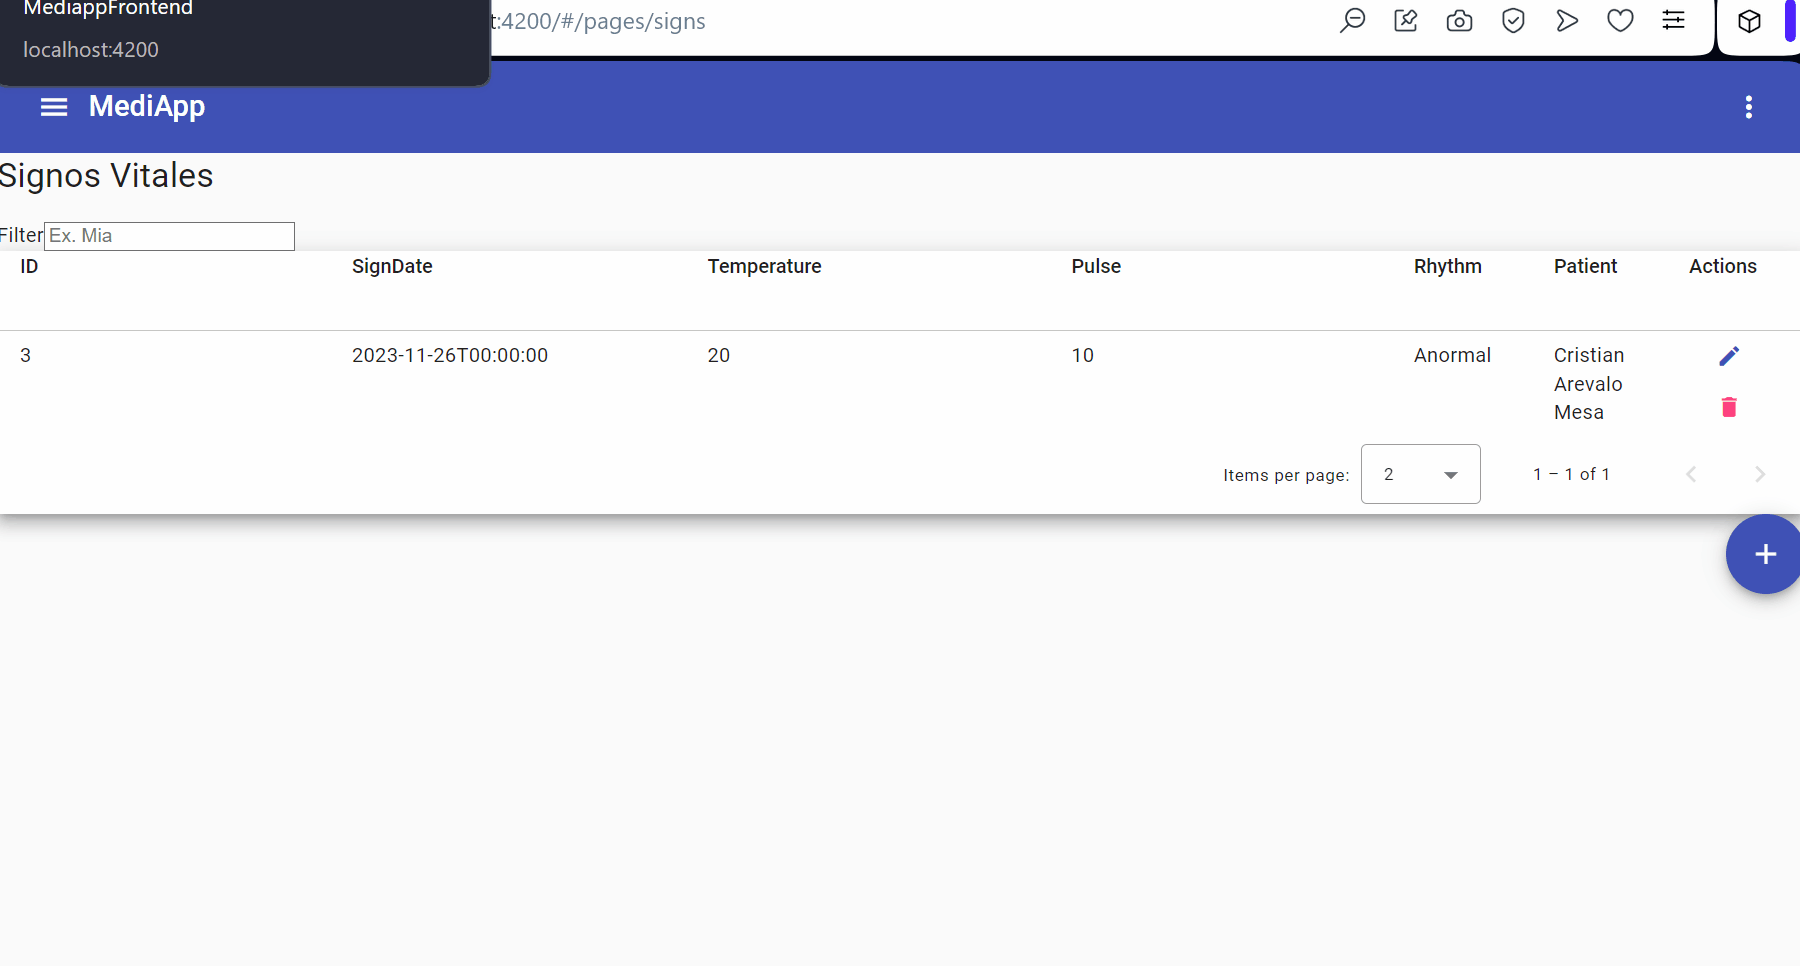 MediappFrontend
localhost:4200
t:4200/#/pages/signs
MediApp
Signos Vitales
Filter Ex. Mia
ID SignDate Temperature Pulse Rhythm Patient Actions
3 2023-11-26T00:00:00 20 10 Anormal Cristian
Arevalo
Mesa
Items per page: 2 1 – 1 of 1